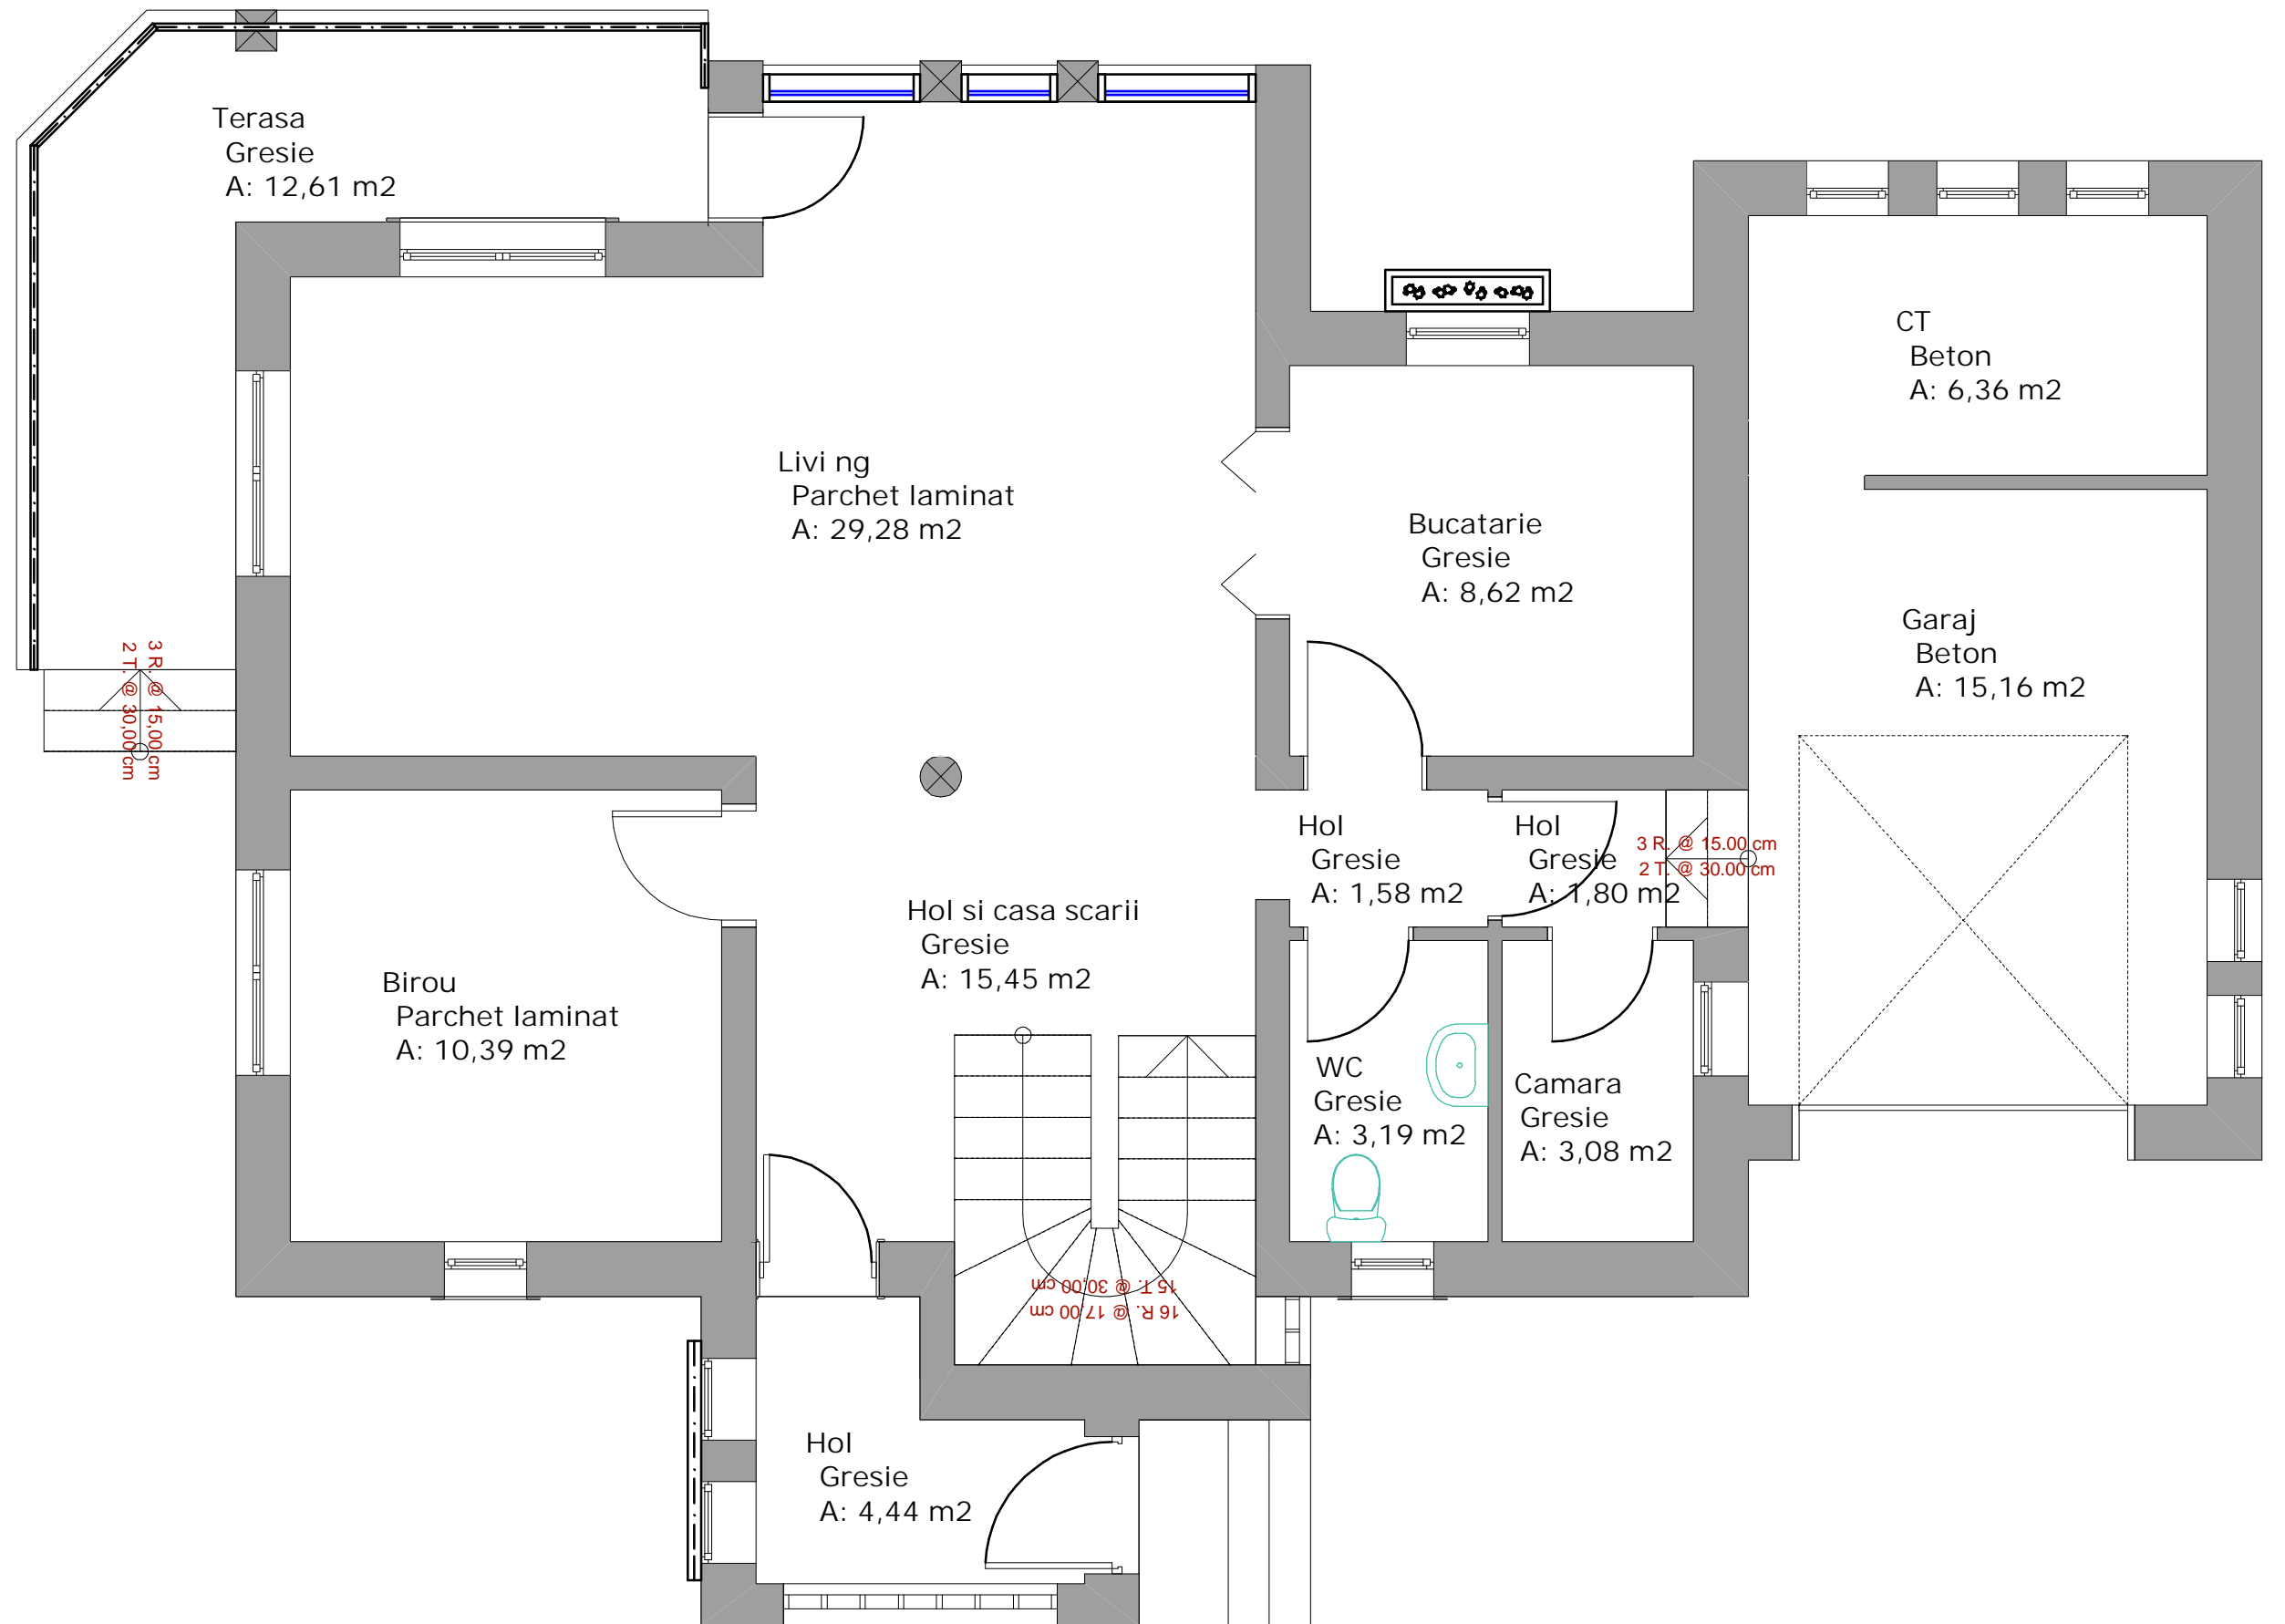 Terasa
Gresie
A: 12,61 m2
CT
Beton
A: 6,36 m2
Living
Parchet laminat
A: 29,28 m2
Bucatarie
Gresie
A: 8,62 m2
Garaj
Beton
A: 15,16 m2
3 R. @ 15,00 cm
2 T. @ 30,00 cm
Hol
Gresie
A: 1,58 m2
Hol
Gresie
A: 1,80 m2
3 R. @ 15.00 cm
2 T. @ 30.00 cm
Hol si casa scarii
Gresie
A: 15,45 m2
Birou
Parchet laminat
A: 10,39 m2
WC
Gresie
A: 3,19 m2
Camara
Gresie
A: 3,08 m2
16 R. @ 17,00 cm
15 T. @ 30,00 cm
Hol
Gresie
A: 4,44 m2